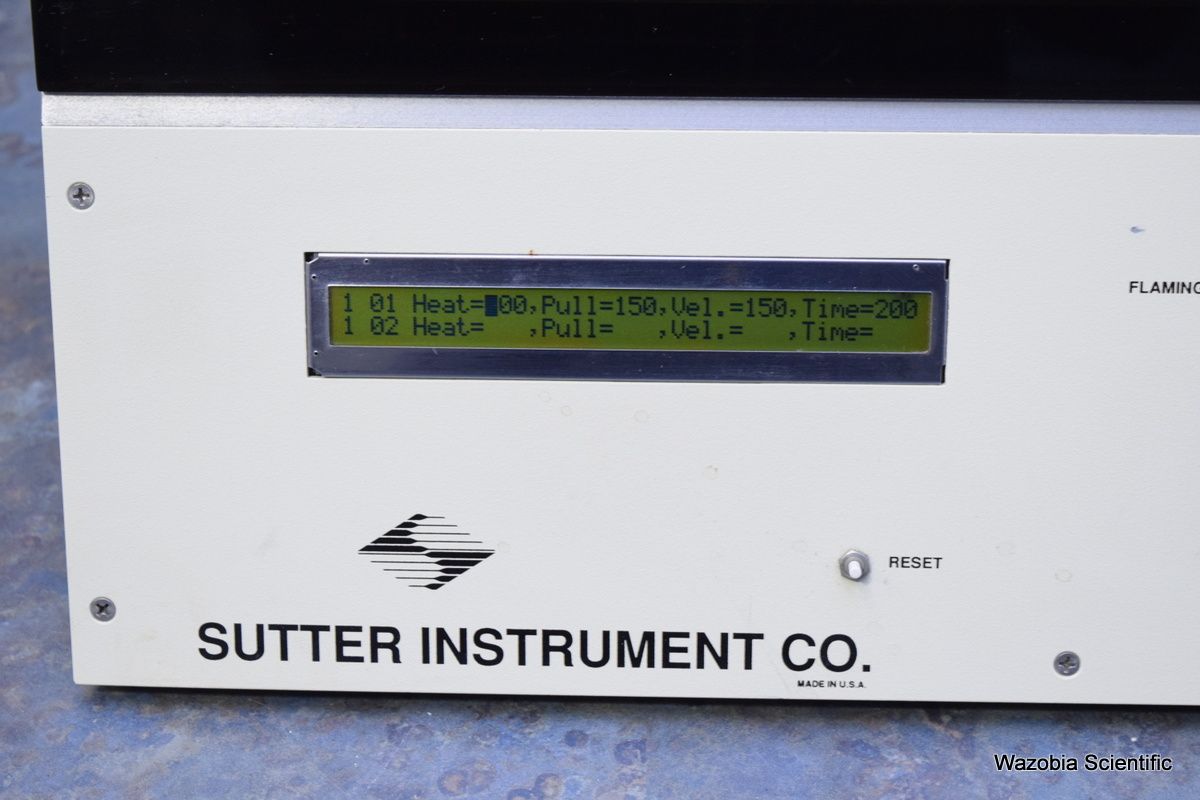 1 01 Heat=█00,Pull=150,Vel.=150,Time=200
1 02 Heat=   ,Pull=   ,Vel.=   ,Time=
FLAMING
RESET
SUTTER INSTRUMENT CO.
MADE IN U.S.A.
Wazobia Scientific